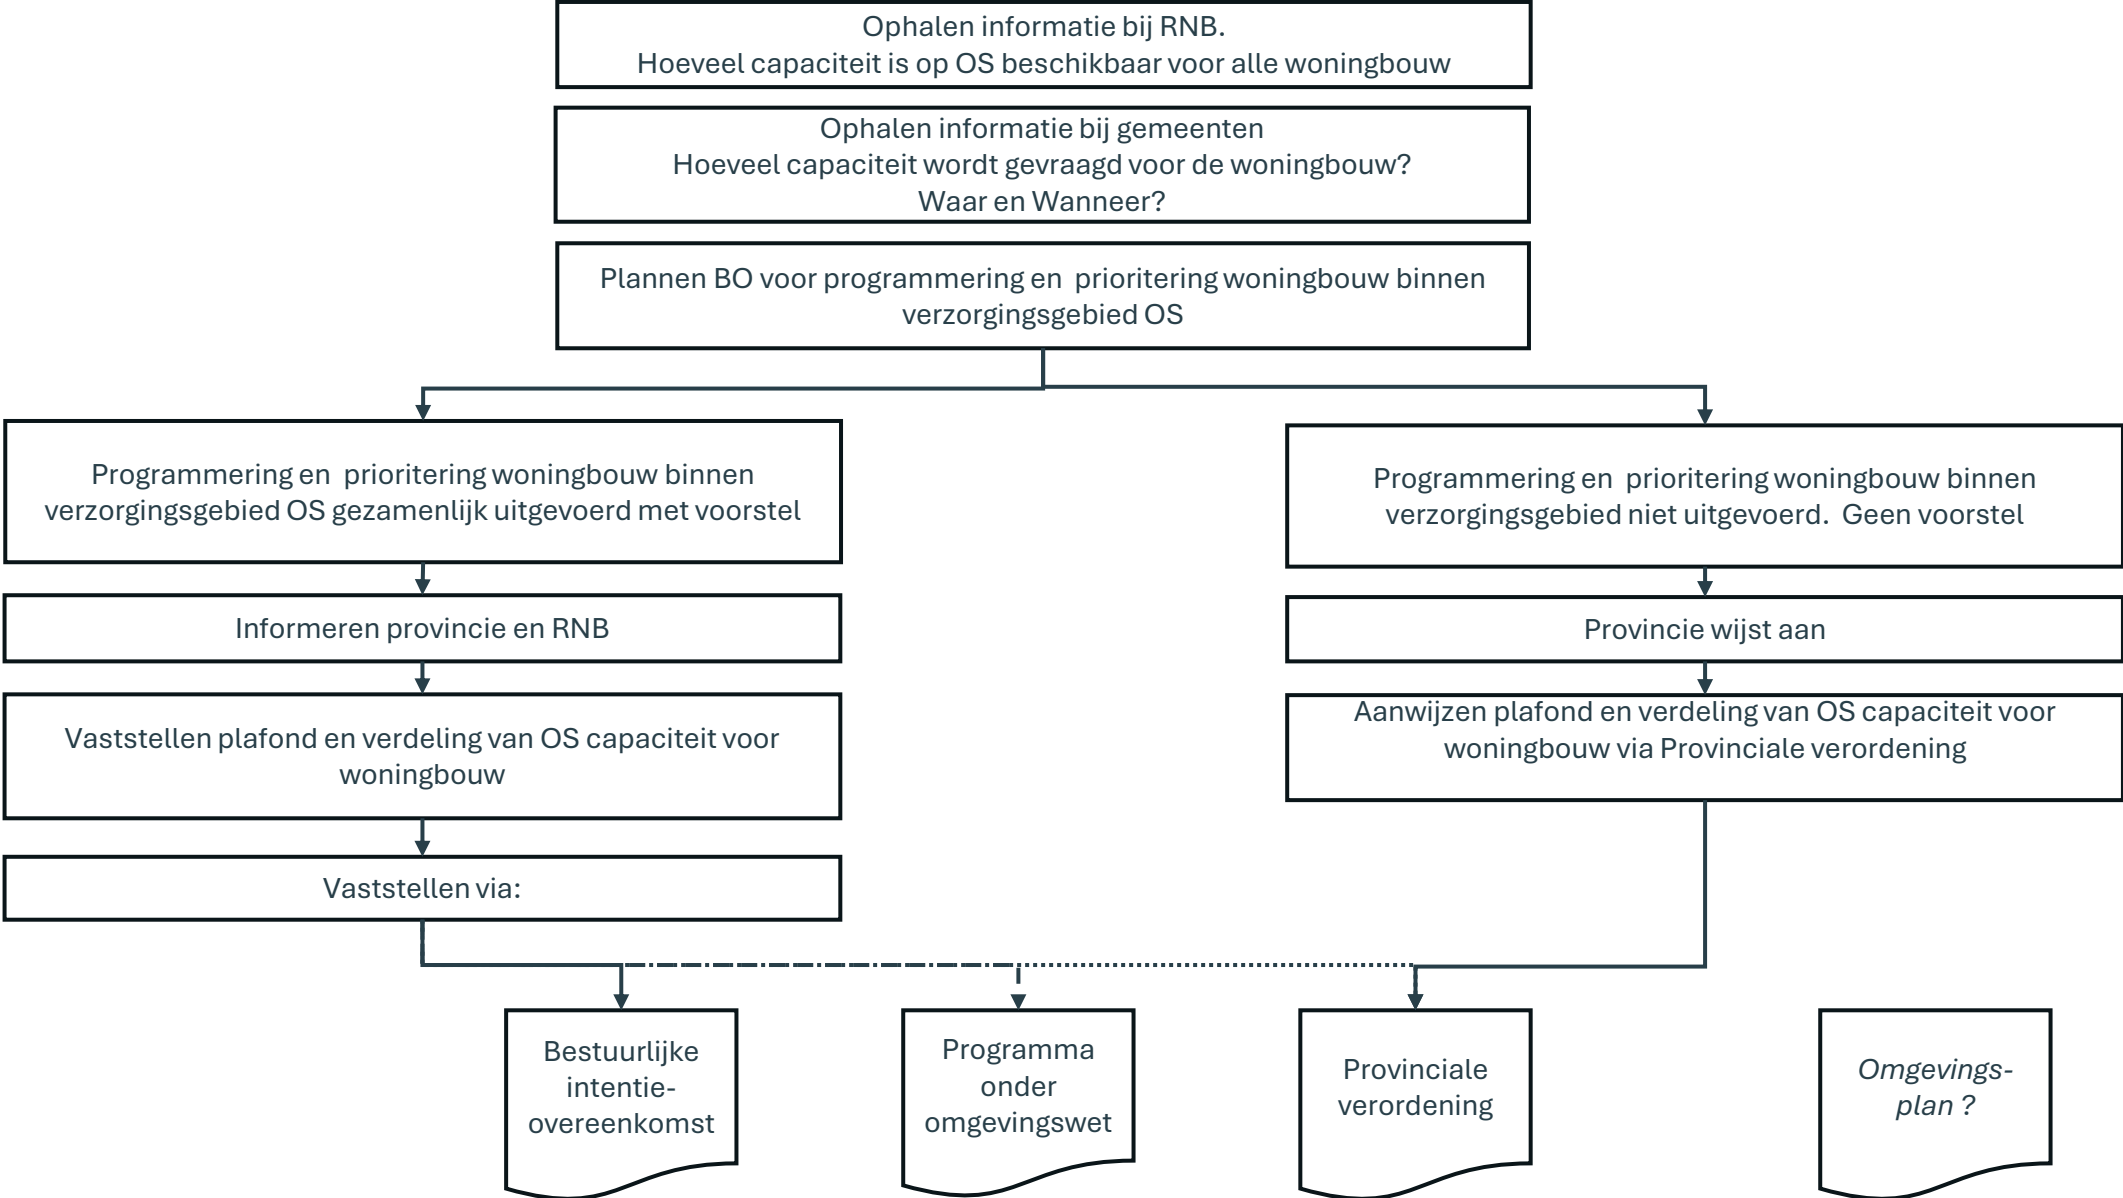 Ophalen informatie bij RNB.
Hoeveel capaciteit is op OS beschikbaar voor alle woningbouw
Ophalen informatie bij gemeenten
Hoeveel capaciteit wordt gevraagd voor de woningbouw?
Waar en Wanneer?
Plannen BO voor programmering en prioritering woningbouw binnen
verzorgingsgebied OS
Programmering en prioritering woningbouw binnen
verzorgingsgebied OS gezamenlijk uitgevoerd met voorstel
Informeren provincie en RNB
Vaststellen plafond en verdeling van OS capaciteit voor
woningbouw
Vaststellen via:
Programmering en prioritering woningbouw binnen
verzorgingsgebied niet uitgevoerd. Geen voorstel
Provincie wijst aan
Aanwijzen plafond en verdeling van OS capaciteit voor
woningbouw via Provinciale verordening
Bestuurlijke
intentie-
overeenkomst
Programma
onder
omgevingswet
Provinciale
verordening
Omgevings-
plan ?